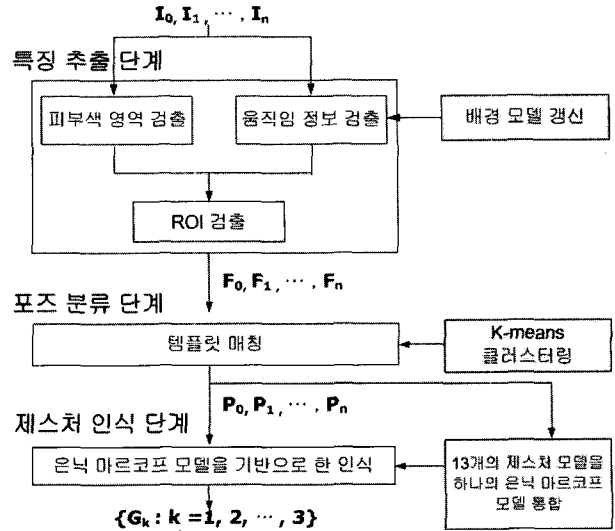 I₀, I₁, ⋯ , Iₙ
특징 추출 단계
피부색 영역 검출
움직임 정보 검출
배경 모델 갱신
ROI 검출
F₀, F₁, ⋯ , Fₙ
포즈 분류 단계
템플릿 매칭
K-means
클러스터링
P₀, P₁, ⋯ , Pₙ
제스처 인식 단계
은닉 마르코프 모델을 기반으로 한 인식
13개의 제스처 모델을
하나의 은닉 마르코프
모델 통합
{Gₖ : k =1, 2, ⋯ , 3}